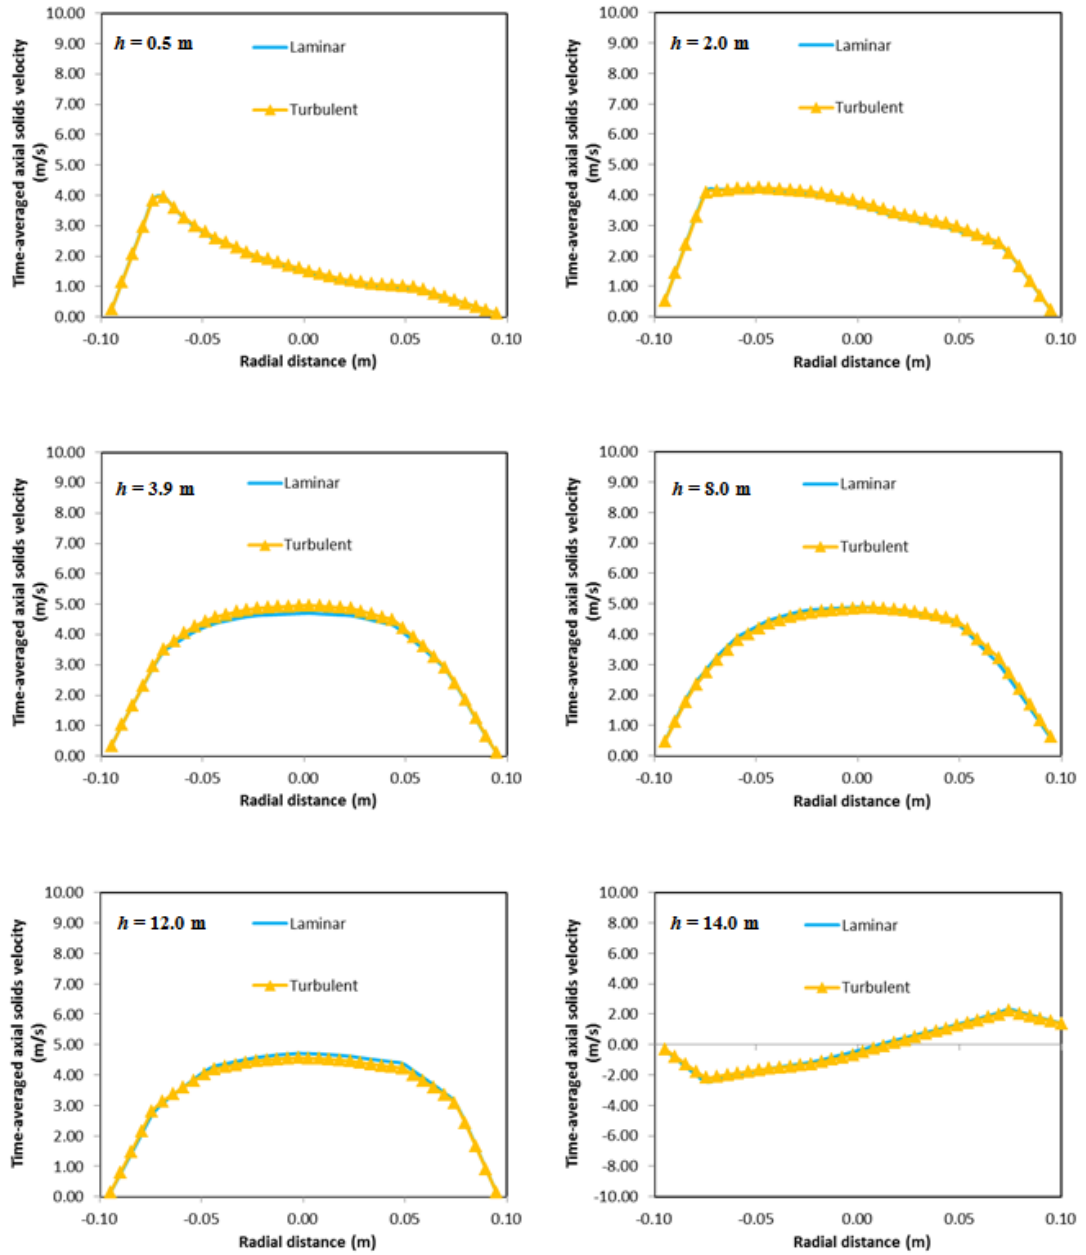 10.00
9.00
8.00
7.00
6.00
5.00
4.00
3.00
2.00
1.00
0.00
Time-averaged axial solids velocity
(m/s)
h = 0.5 m
Laminar
Turbulent
-0.10 -0.05 0.00 0.05 0.10
Radial distance (m)
10.00
9.00
8.00
7.00
6.00
5.00
4.00
3.00
2.00
1.00
0.00
Time-averaged axial solids velocity
(m/s)
h = 2.0 m
Laminar
Turbulent
-0.10 -0.05 0.00 0.05 0.10
Radial distance (m)
10.00
9.00
8.00
7.00
6.00
5.00
4.00
3.00
2.00
1.00
0.00
Time-averaged axial solids velocity
(m/s)
h = 3.9 m
Laminar
Turbulent
-0.10 -0.05 0.00 0.05 0.10
Radial distance (m)
10.00
9.00
8.00
7.00
6.00
5.00
4.00
3.00
2.00
1.00
0.00
Time-averaged axial solids velocity
(m/s)
h = 8.0 m
Laminar
Turbulent
-0.10 -0.05 0.00 0.05 0.10
Radial distance (m)
10.00
9.00
8.00
7.00
6.00
5.00
4.00
3.00
2.00
1.00
0.00
Time-averaged axial solids velocity
(m/s)
h = 12.0 m
Laminar
Turbulent
-0.10 -0.05 0.00 0.05 0.10
Radial distance (m)
10.00
8.00
6.00
4.00
2.00
0.00
-2.00
-4.00
-6.00
-8.00
-10.00
Time-averaged axial solids velocity
(m/s)
h = 14.0 m
Laminar
Turbulent
-0.10 -0.05 0.00 0.05 0.10
Radial distance (m)